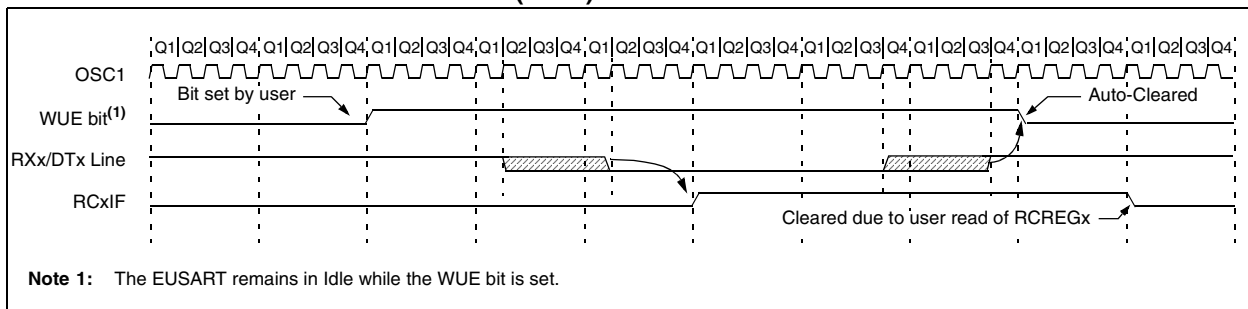 Q1 Q2 Q3 Q4 Q1 Q2 Q3 Q4 Q1 Q2 Q3 Q4 Q1 Q2 Q3 Q4 Q1 Q2 Q3 Q4 Q1 Q2 Q3 Q4 Q1 Q2 Q3 Q4 Q1 Q2 Q3 Q4 Q1 Q2 Q3 Q4 Q1 Q2 Q3 Q4
OSC1
Bit set by user
Auto-Cleared
WUE bit(1)
RXx/DTx Line
RCxIF
Cleared due to user read of RCREGx
Note 1: The EUSART remains in Idle while the WUE bit is set.